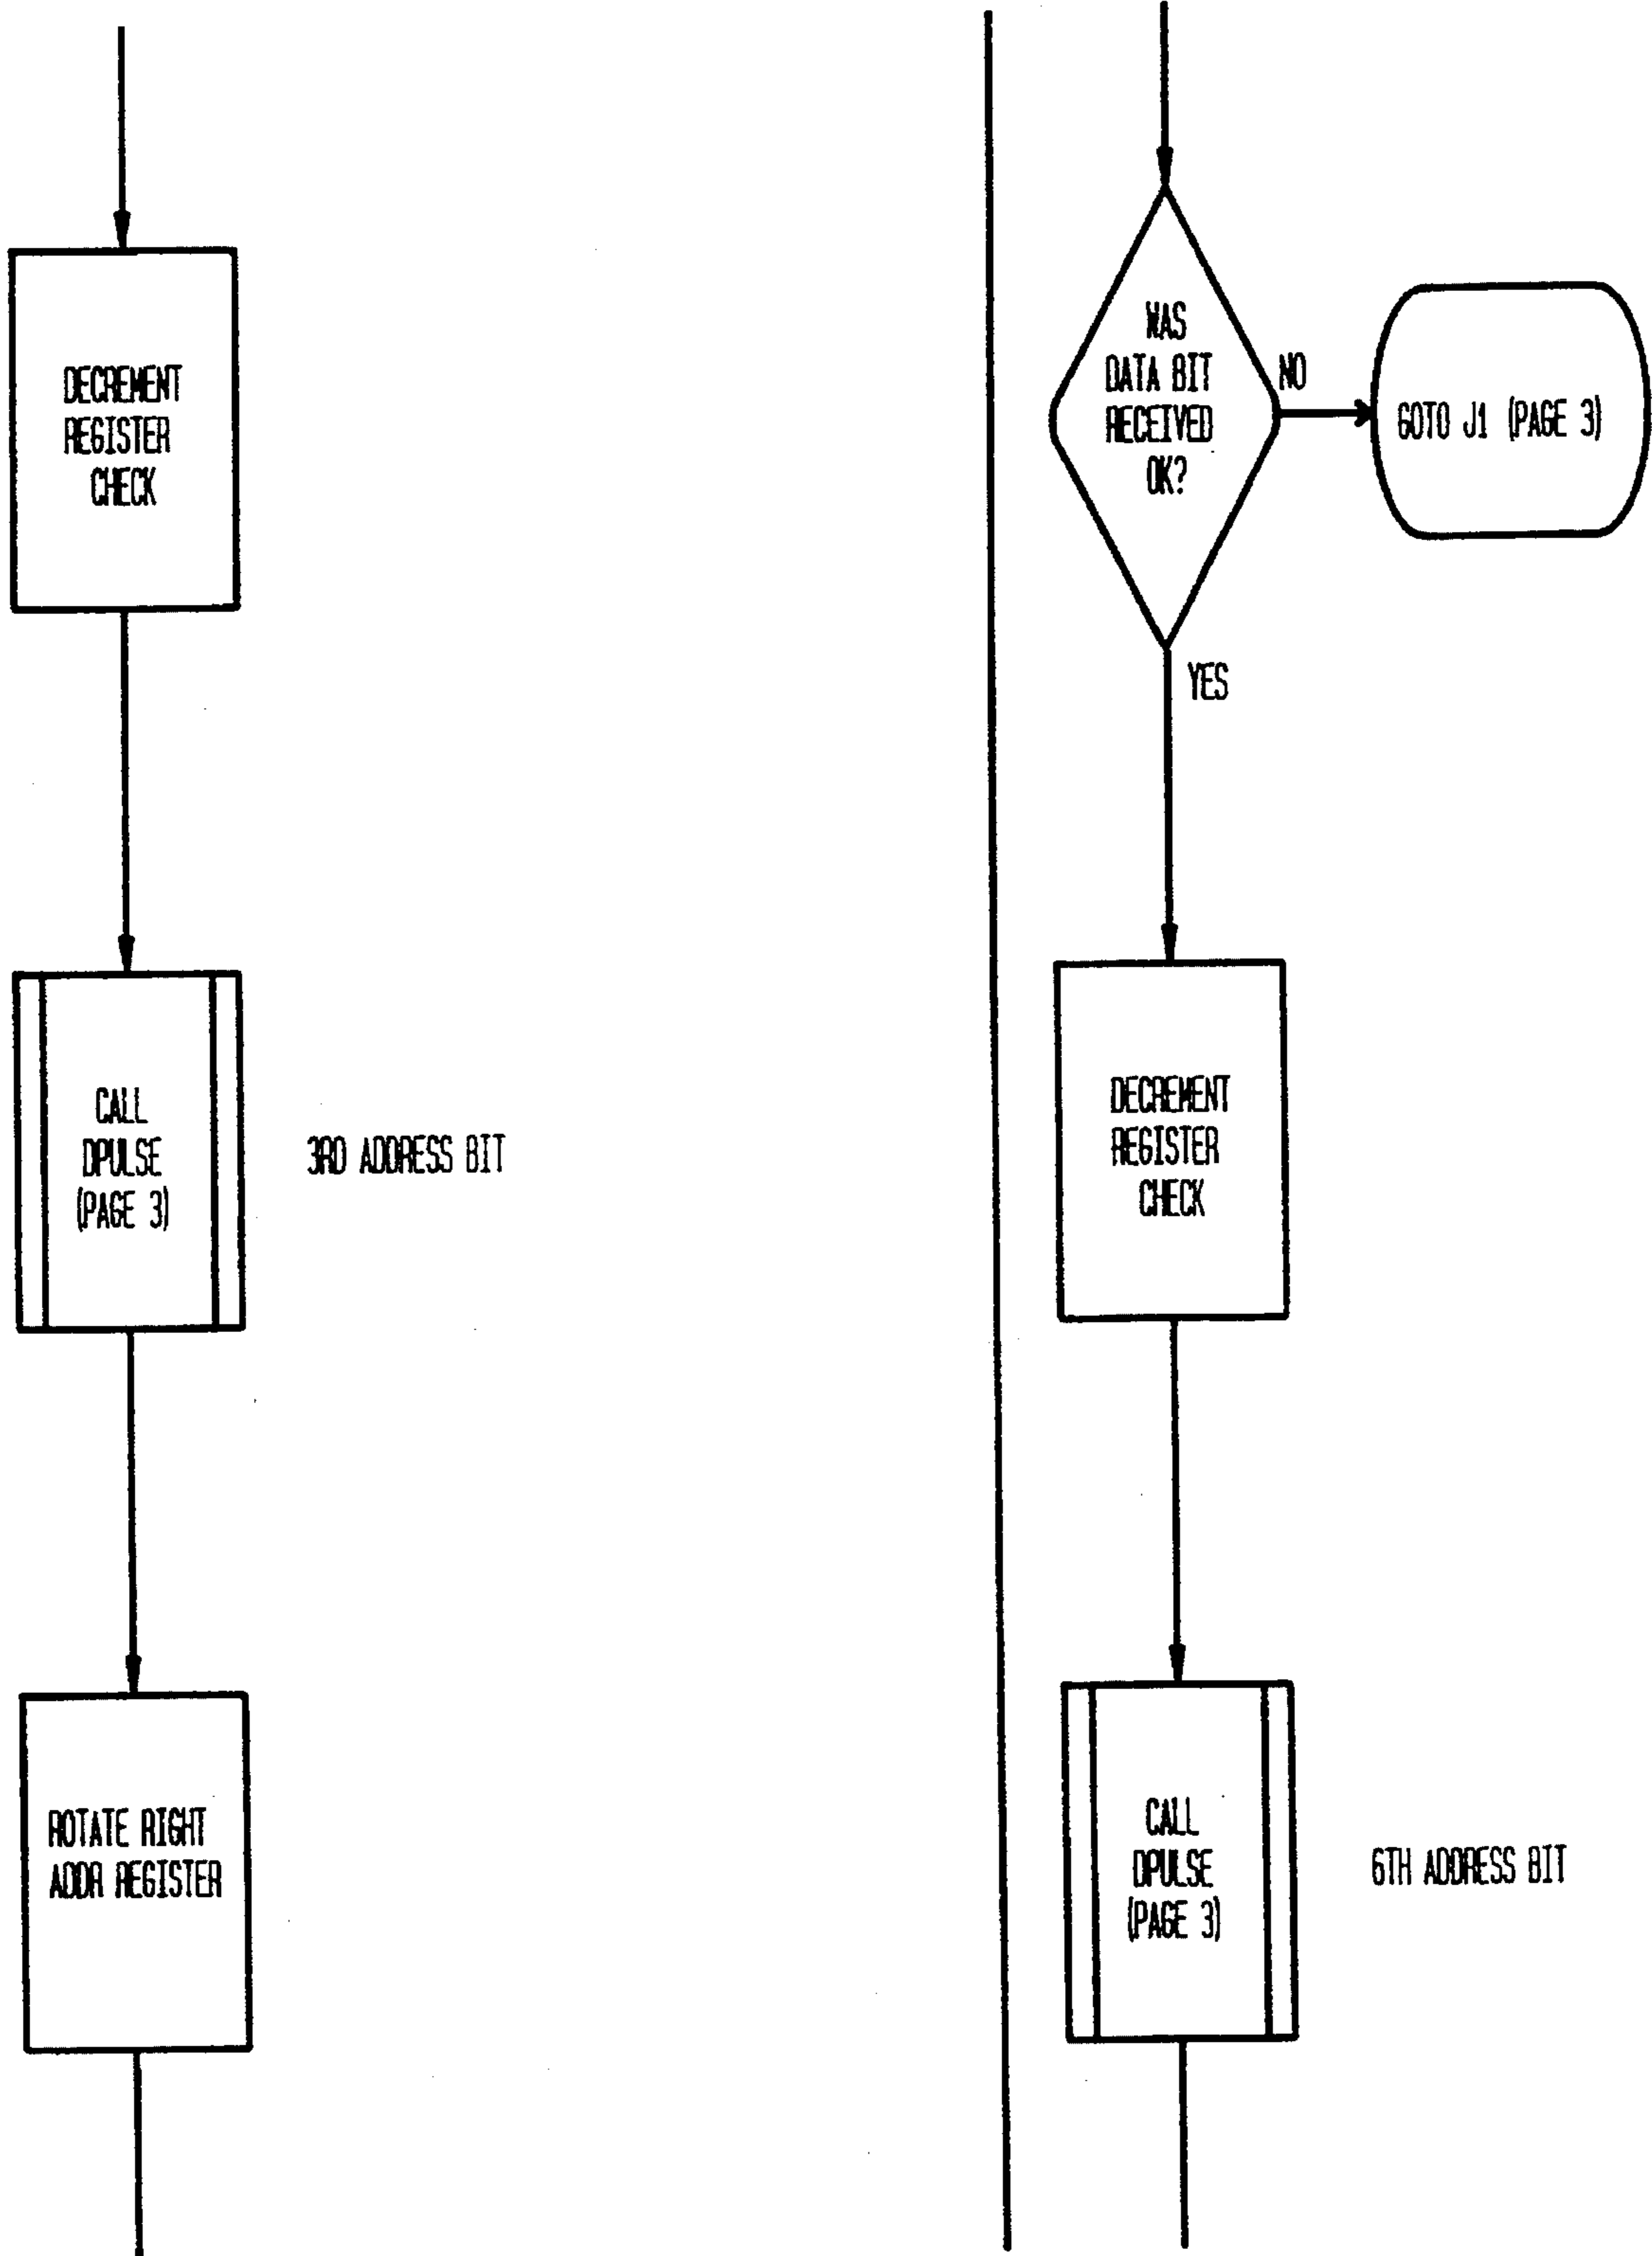 DECREMENT
REGISTER
CHECK
CALL
DPULSE
(PAGE 3)
3RD ADDRESS BIT
ROTATE RIGHT
ADDR REGISTER
WAS
DATA BIT
RECEIVED
OK?
NO
GOTO J1 (PAGE 3)
YES
DECREMENT
REGISTER
CHECK
CALL
DPULSE
(PAGE 3)
6TH ADDRESS BIT